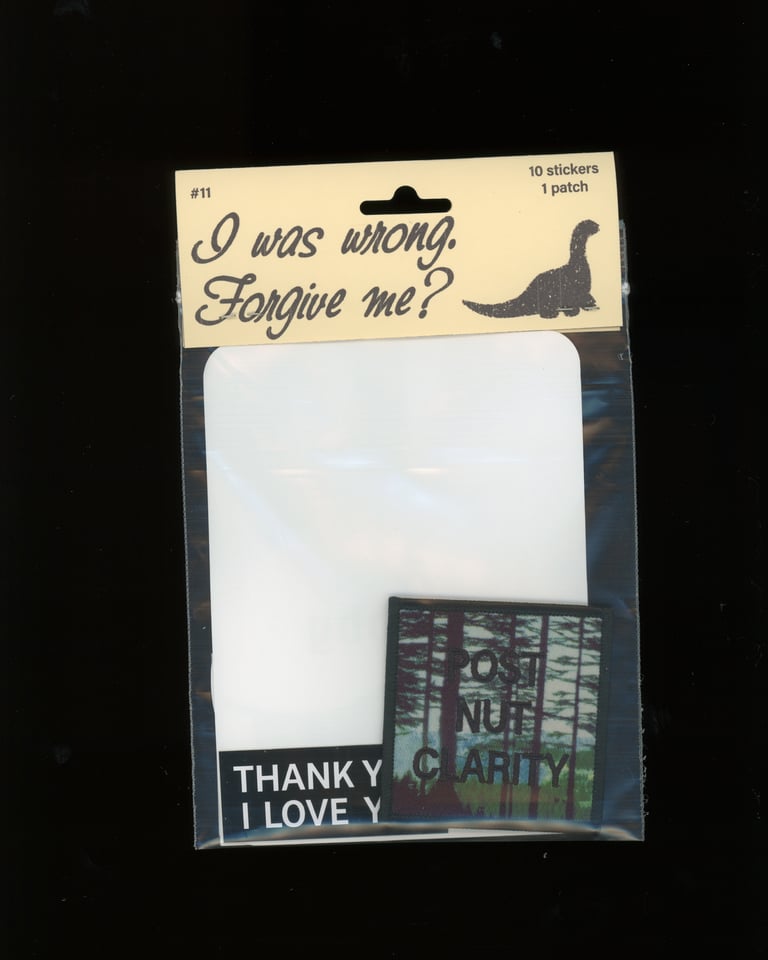 #11
10 stickers
1 patch
I was wrong.
Forgive me?
THANK Y
I LOVE Y
POST
NUT
CLARITY